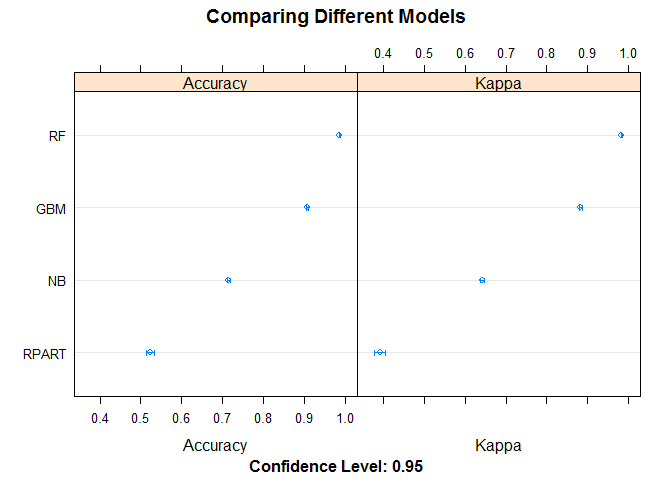 Comparing Different Models
0.4 0.5 0.6 0.7 0.8 0.9 1.0
Accuracy Kappa
RF
GBM
NB
RPART
0.4 0.5 0.6 0.7 0.8 0.9 1.0
Accuracy Kappa
Confidence Level: 0.95